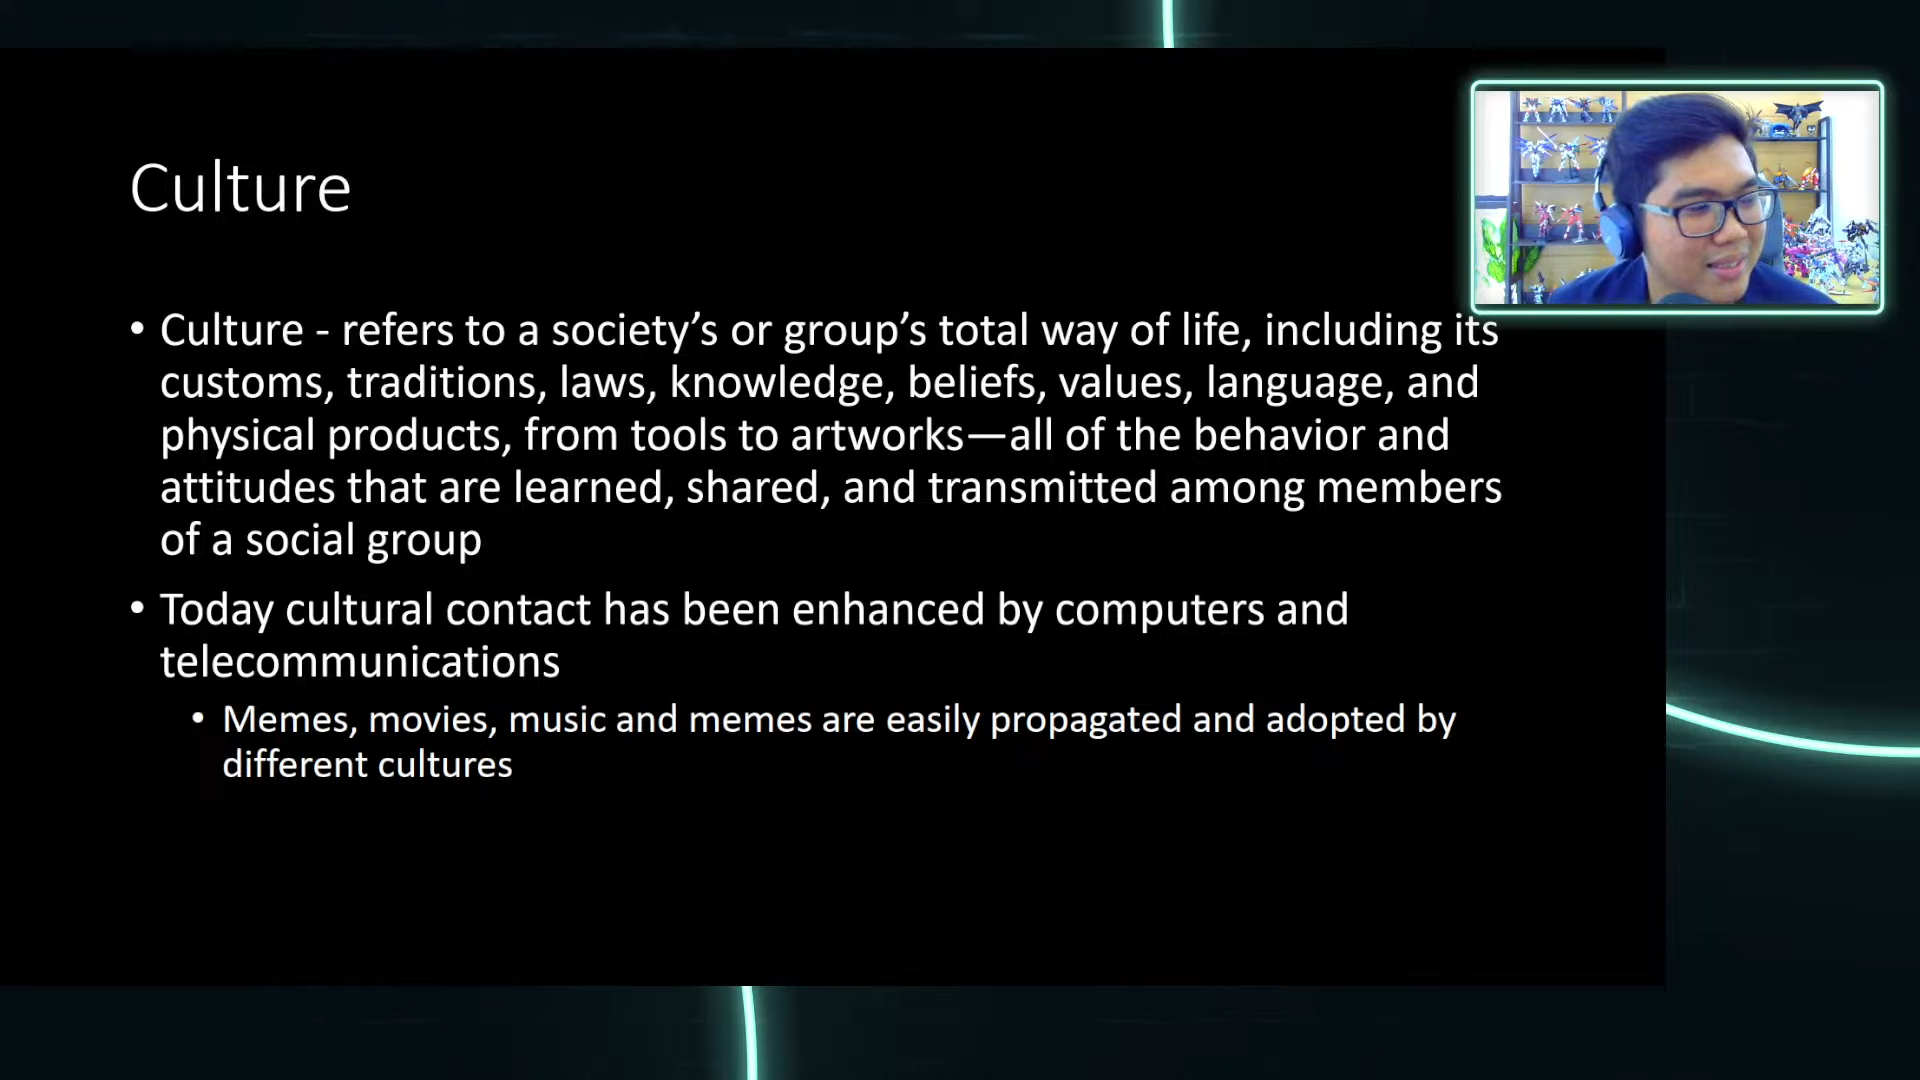 Culture
• Culture - refers to a society’s or group’s total way of life, including its
customs, traditions, laws, knowledge, beliefs, values, language, and
physical products, from tools to artworks—all of the behavior and
attitudes that are learned, shared, and transmitted among members
of a social group
• Today cultural contact has been enhanced by computers and
telecommunications
• Memes, movies, music and memes are easily propagated and adopted by
different cultures